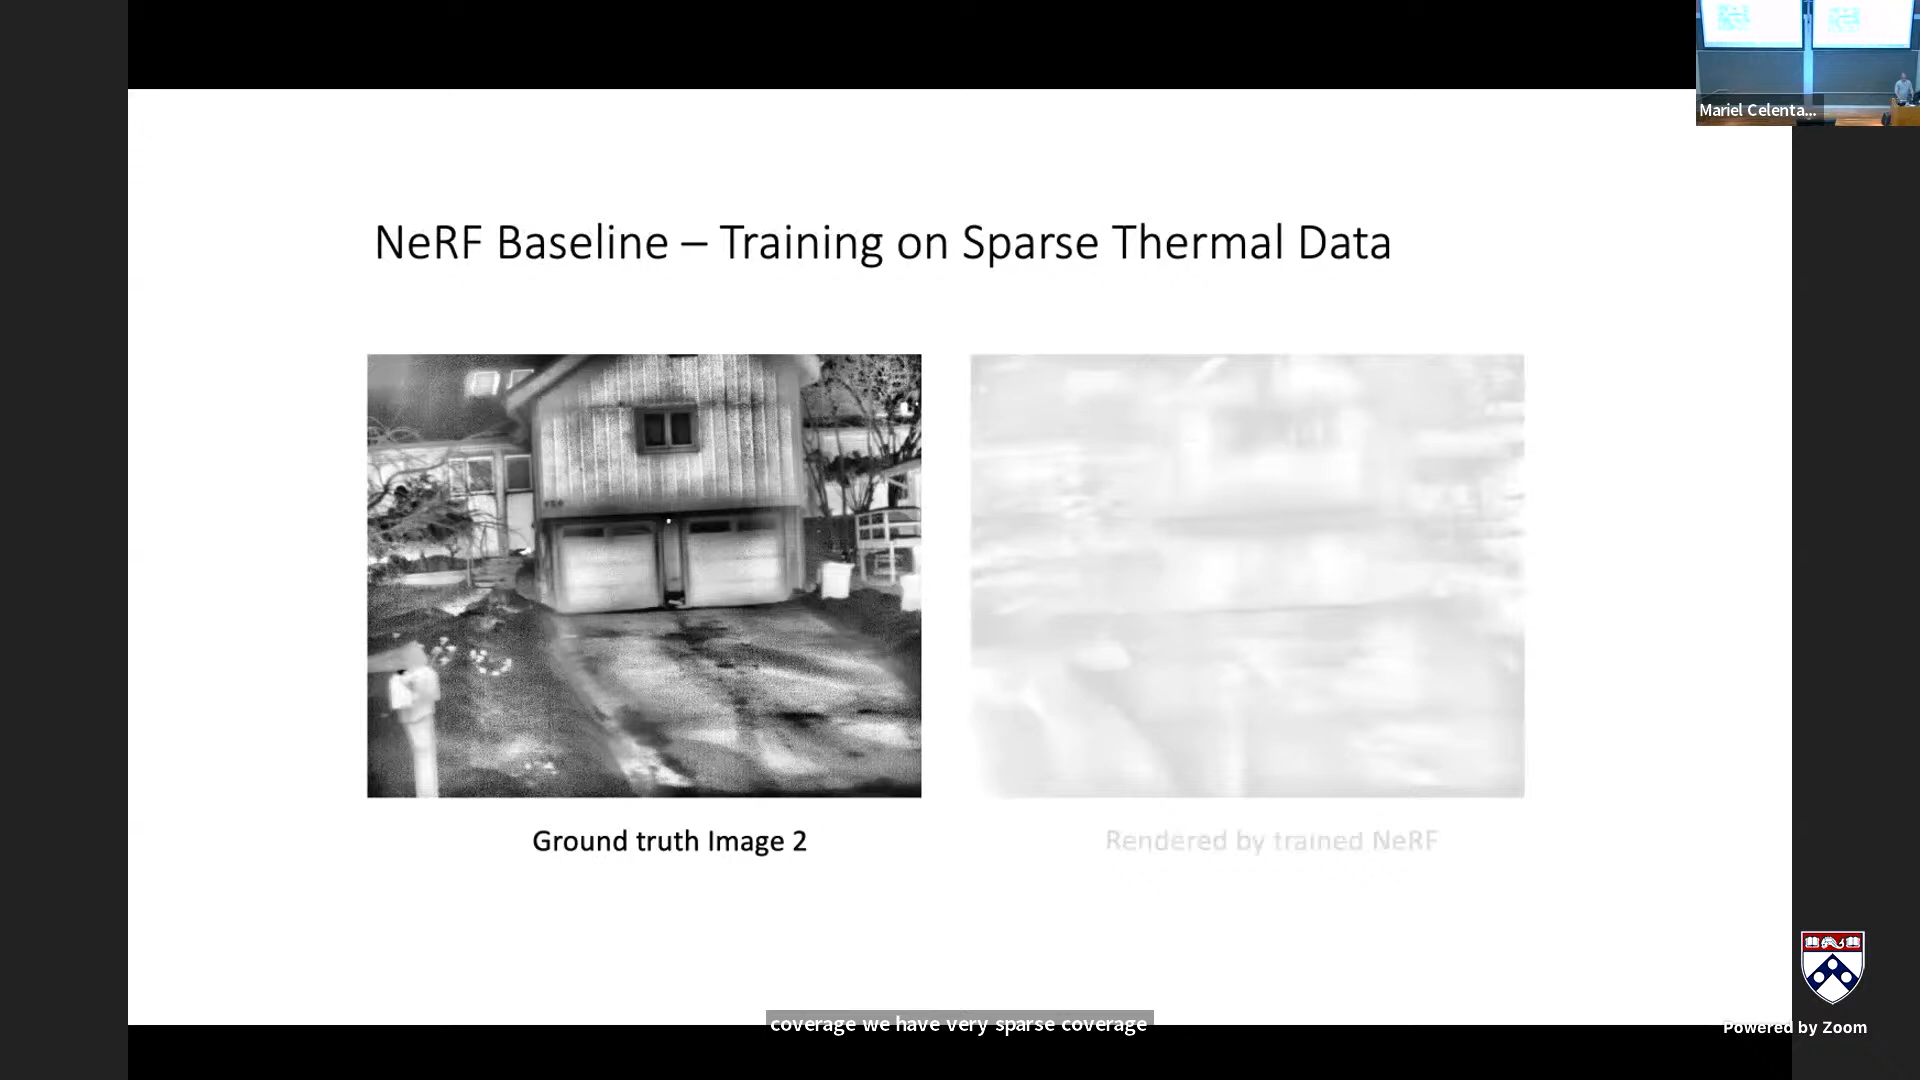 Mariel Celenta...
NeRF Baseline – Training on Sparse Thermal Data
Ground truth Image 2
Rendered by trained NeRF
coverage we have very sparse coverage
Powered by Zoom